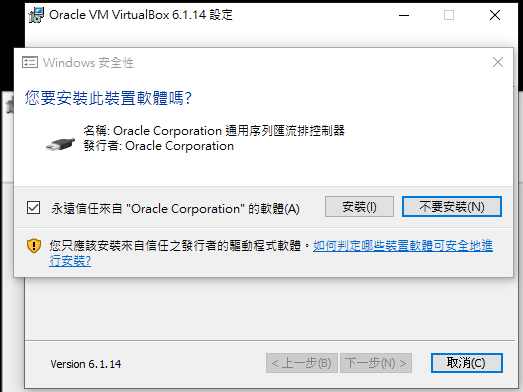 Oracle VM VirtualBox 6.1.14 設定
Windows 安全性
您要安裝此裝置軟體嗎?
名稱: Oracle Corporation 通用序列匯流排控制器
發行者: Oracle Corporation
永遠信任來自 "Oracle Corporation" 的軟體(A)
安裝(I)
不要安裝(N)
您只應該安裝來自信任之發行者的驅動程式軟體。如何判定哪些裝置軟體可安全地進
行安裝?
Version 6.1.14
< 上一步(B)
下一步(N) >
取消(C)